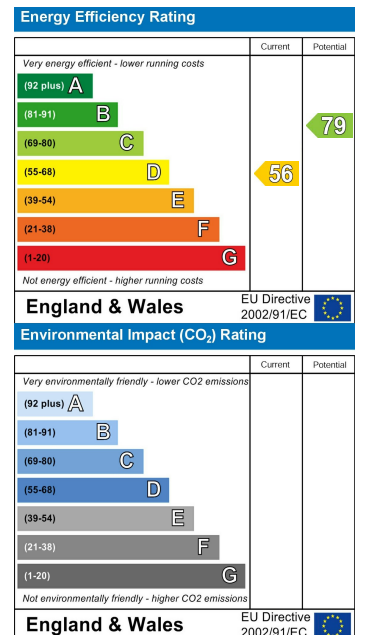 Energy Efficiency Rating
Current Potential
Very energy efficient - lower running costs
(92 plus) A
(81-91) B
79
(69-80) C
(55-68) D
56
(39-54) E
(21-38) F
(1-20) G
Not energy efficient - higher running costs
England & Wales
EU Directive
2002/91/EC
Environmental Impact (CO₂) Rating
Current Potential
Very environmentally friendly - lower CO2 emissions
(92 plus) A
(81-91) B
(69-80) C
(55-68) D
(39-54) E
(21-38) F
(1-20) G
Not environmentally friendly - higher CO2 emissions
England & Wales
EU Directive
2002/91/EC